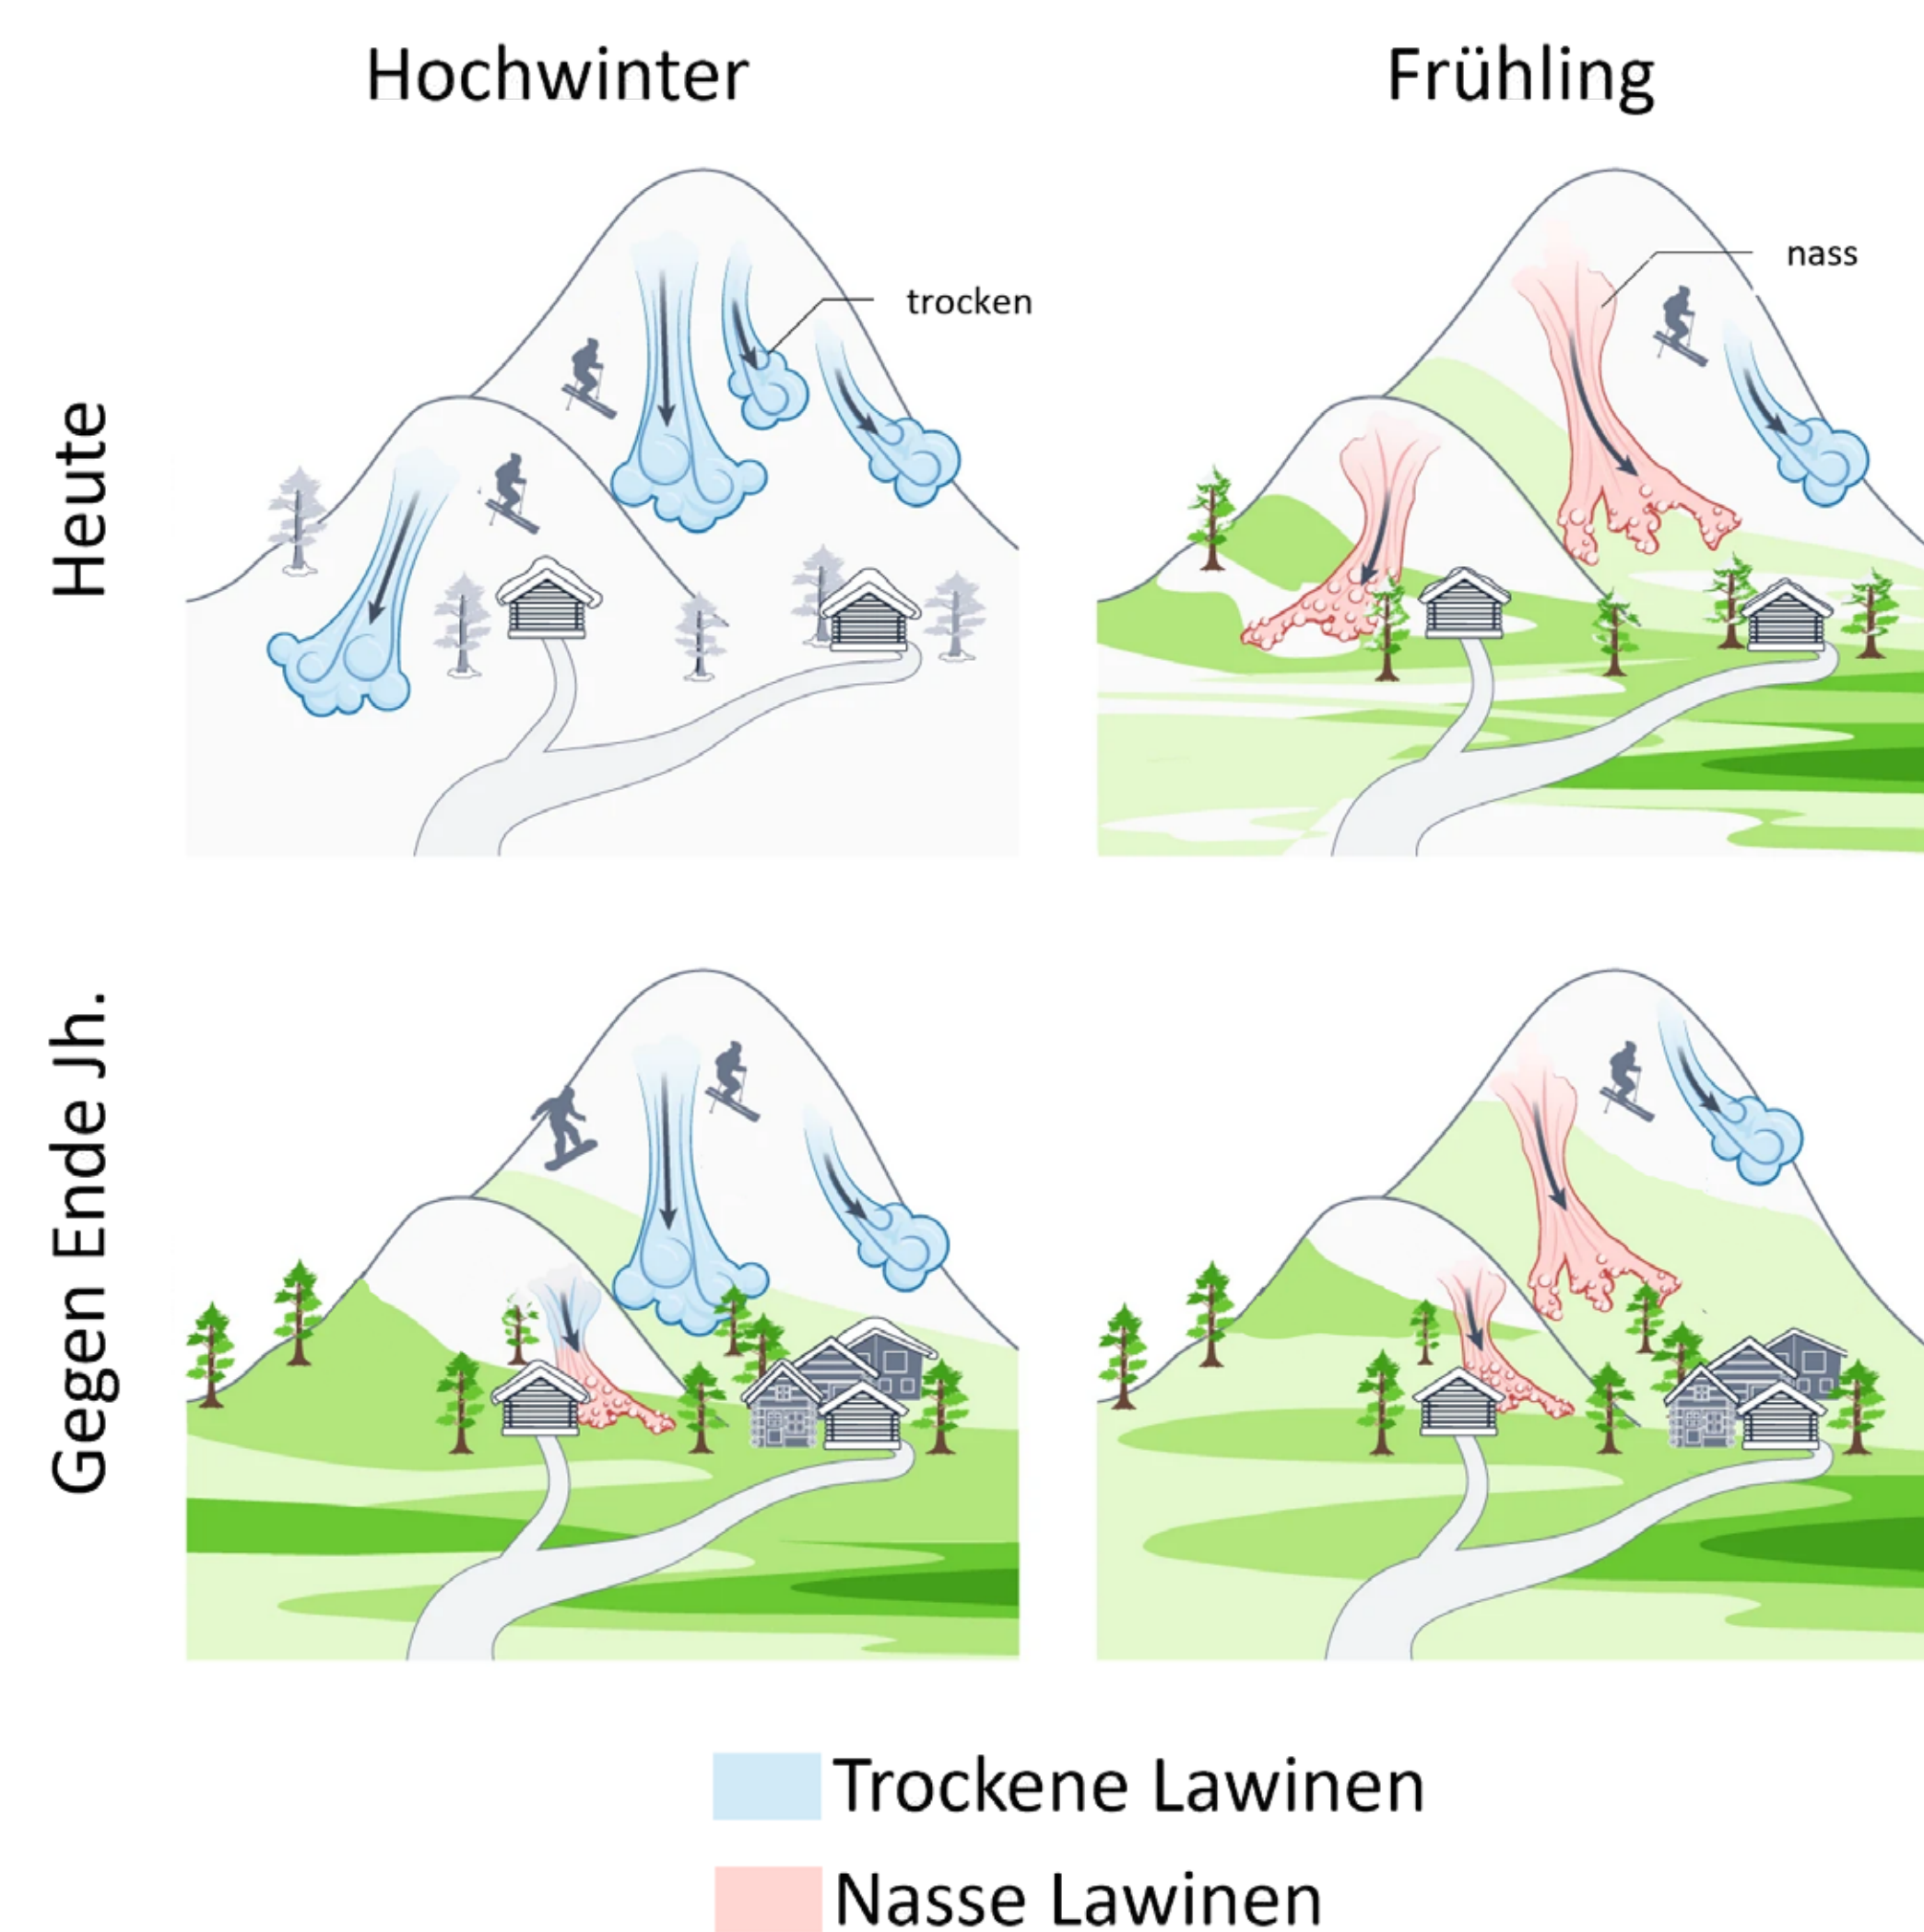 Hochwinter
Frühling
Heute
trocken
nass
Gegen Ende Jh.
Trockene Lawinen
Nasse Lawinen